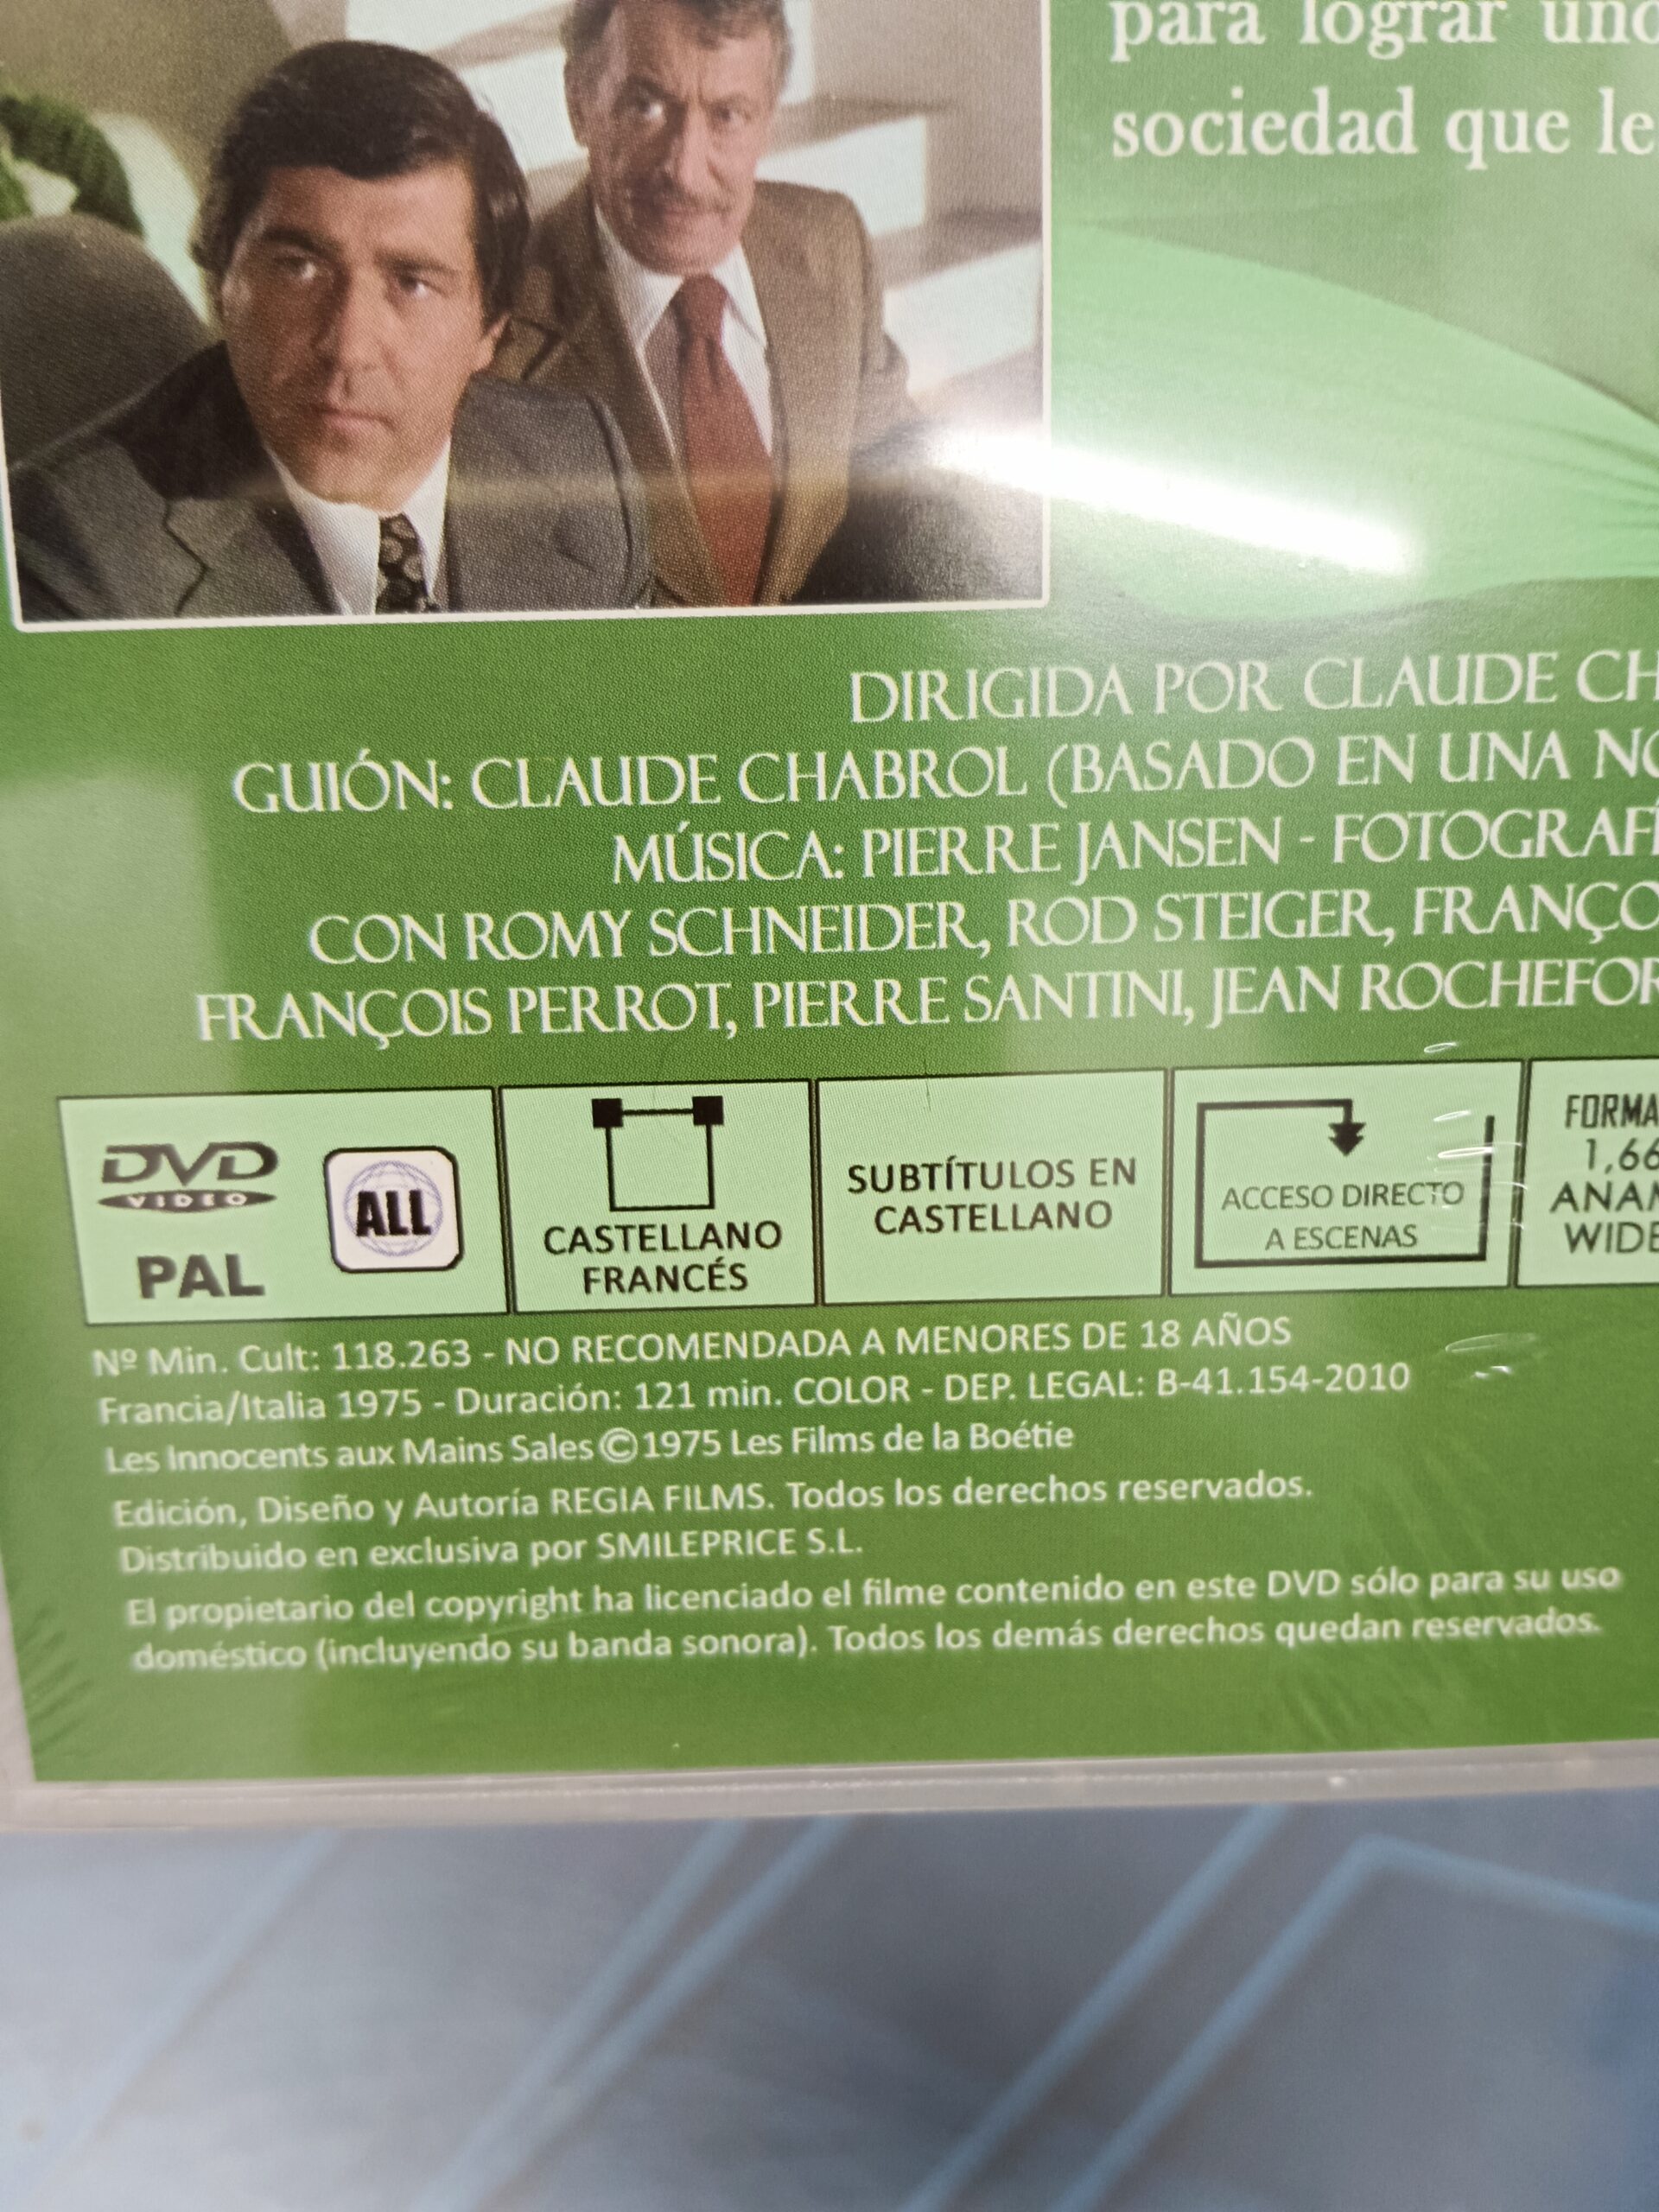 para lograr uno
sociedad que le
DIRIGIDA POR CLAUDE CH
GUIÓN: CLAUDE CHABROL (BASADO EN UNA NO
MÚSICA: PIERRE JANSEN - FOTOGRAFÍ
CON ROMY SCHNEIDER, ROD STEIGER, FRANÇO
FRANÇOIS PERROT, PIERRE SANTINI, JEAN ROCHEFOR
DVD
VIDEO
PAL
ALL
CASTELLANO
FRANCÉS
SUBTÍTULOS EN
CASTELLANO
ACCESO DIRECTO
A ESCENAS
FORMA
1,66
ANAM
WIDE
Nº Min. Cult: 118.263 - NO RECOMENDADA A MENORES DE 18 AÑOS
Francia/Italia 1975 - Duración: 121 min. COLOR - DEP. LEGAL: B-41.154-2010
Les Innocents aux Mains Sales ©1975 Les Films de la Boétie
Edición, Diseño y Autoría REGIA FILMS. Todos los derechos reservados.
Distribuido en exclusiva por SMILEPRICE S.L.
El propietario del copyright ha licenciado el filme contenido en este DVD sólo para su uso
doméstico (incluyendo su banda sonora). Todos los demás derechos quedan reservados.